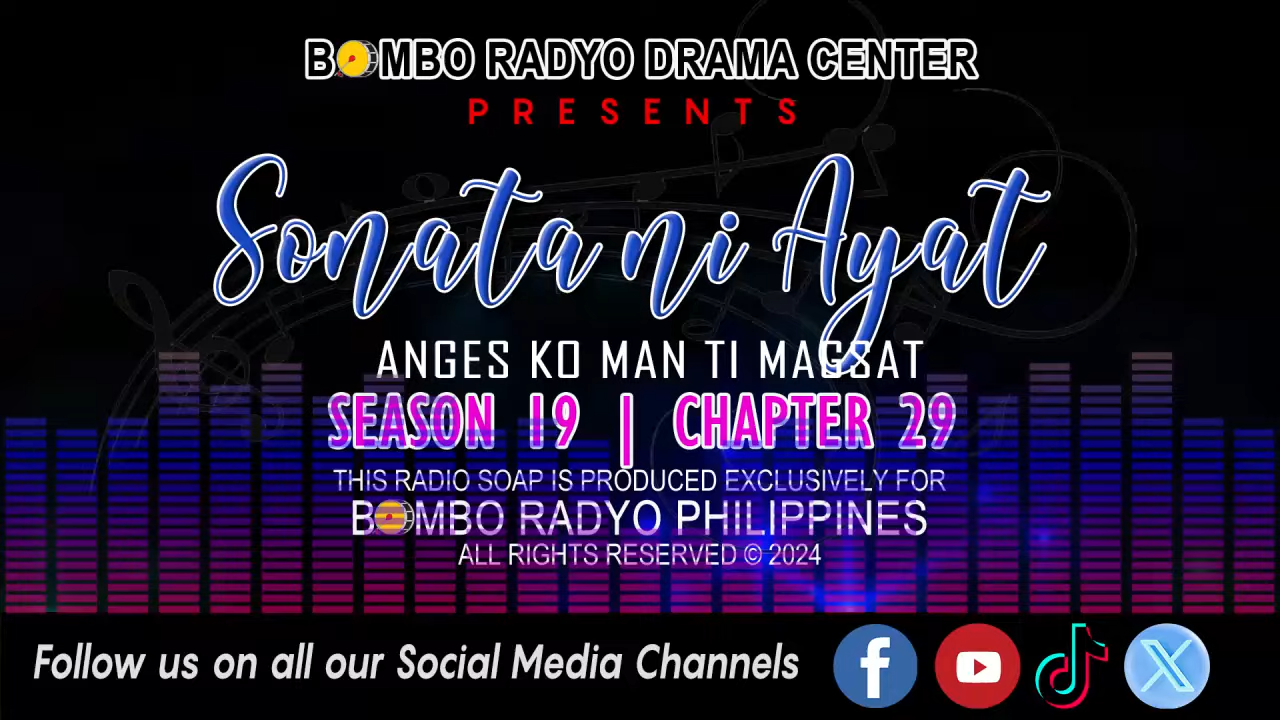 BOMBO RADYO DRAMA CENTER
PRESENTS
Sonata ni Ayat
ANGES KO MAN TI MAGSAT
SEASON 19 | CHAPTER 29
THIS RADIO SOAP IS PRODUCED EXCLUSIVELY FOR
BOMBO RADYO PHILIPPINES
ALL RIGHTS RESERVED © 2024
Follow us on all our Social Media Channels